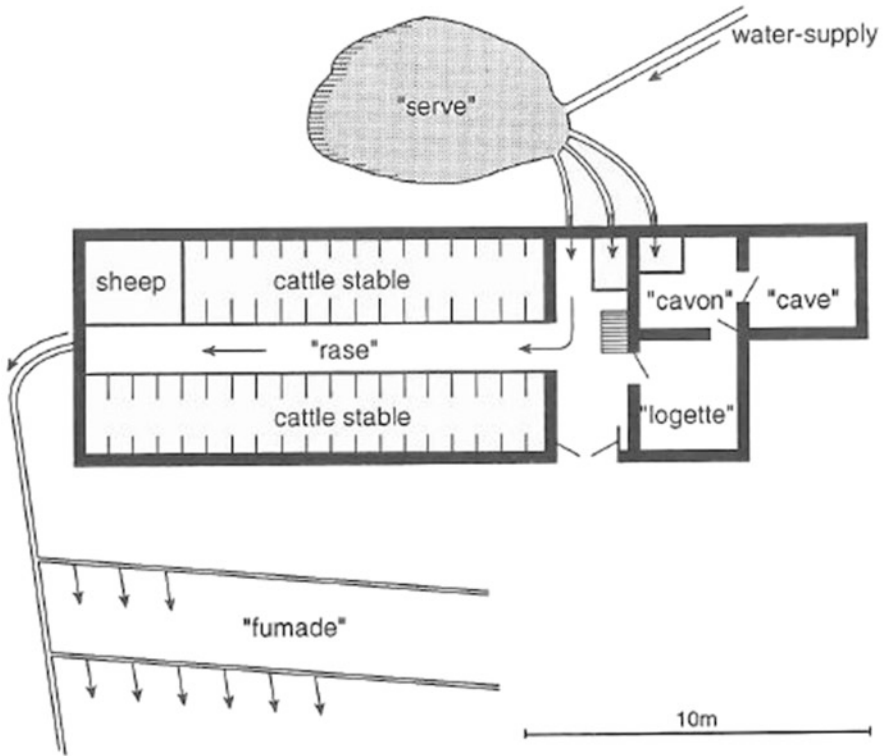 water-supply
"serve"
sheep
cattle stable
"cavon"
"cave"
"rase"
cattle stable
"logette"
"fumade"
10m